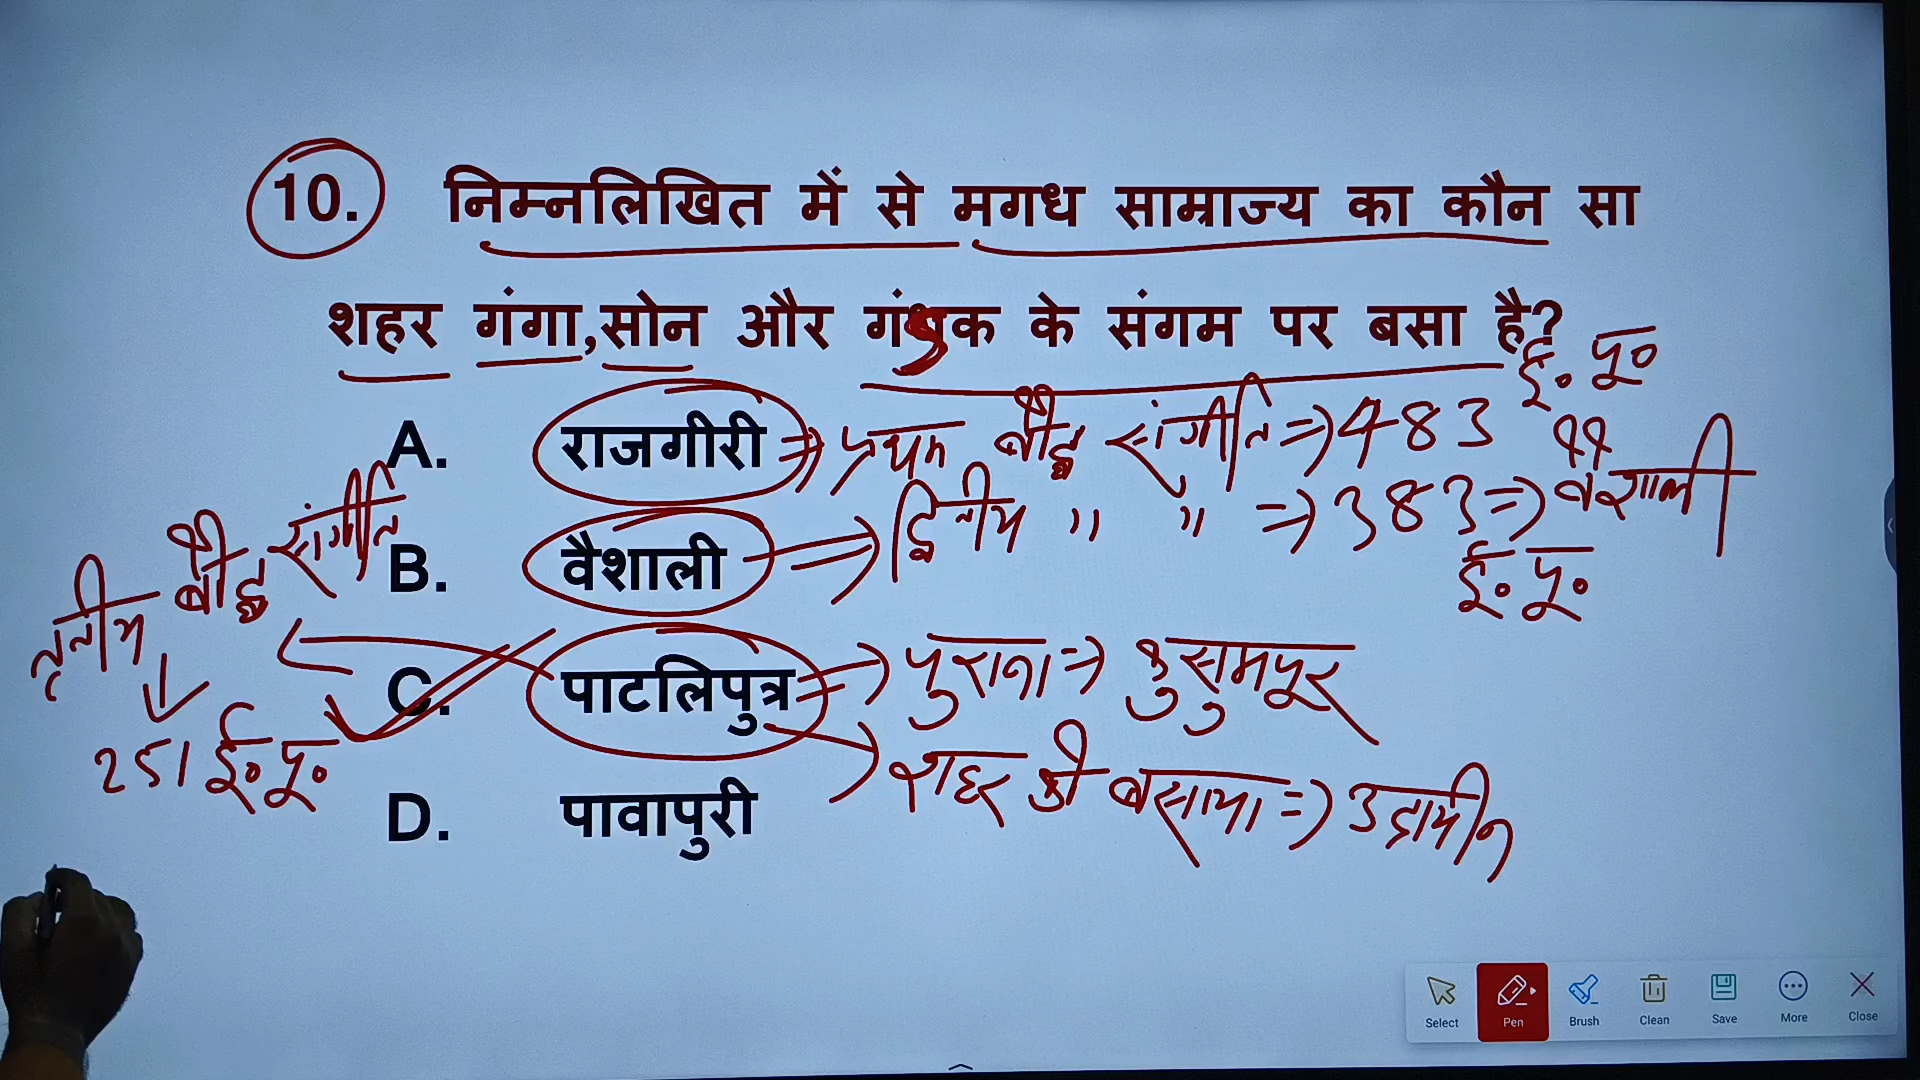 10. निम्नलिखित में से मगध साम्राज्य का कौन सा
शहर गंगा,सोन और गंडक के संगम पर बसा है?
ई. पू०
A. राजगीरी => प्रथम बौद्ध संगीति => 483
B. वैशाली => द्वितीय " " => 383 => वैशाली
ई. पू.
तृतीय बौद्ध संगीति
251 ई. पू.
C. पाटलिपुत्र => पुराना => कुसुमपूर
शहर को बसाया => उदायीन
D. पावापुरी
Select Pen Brush Clean Save More Close